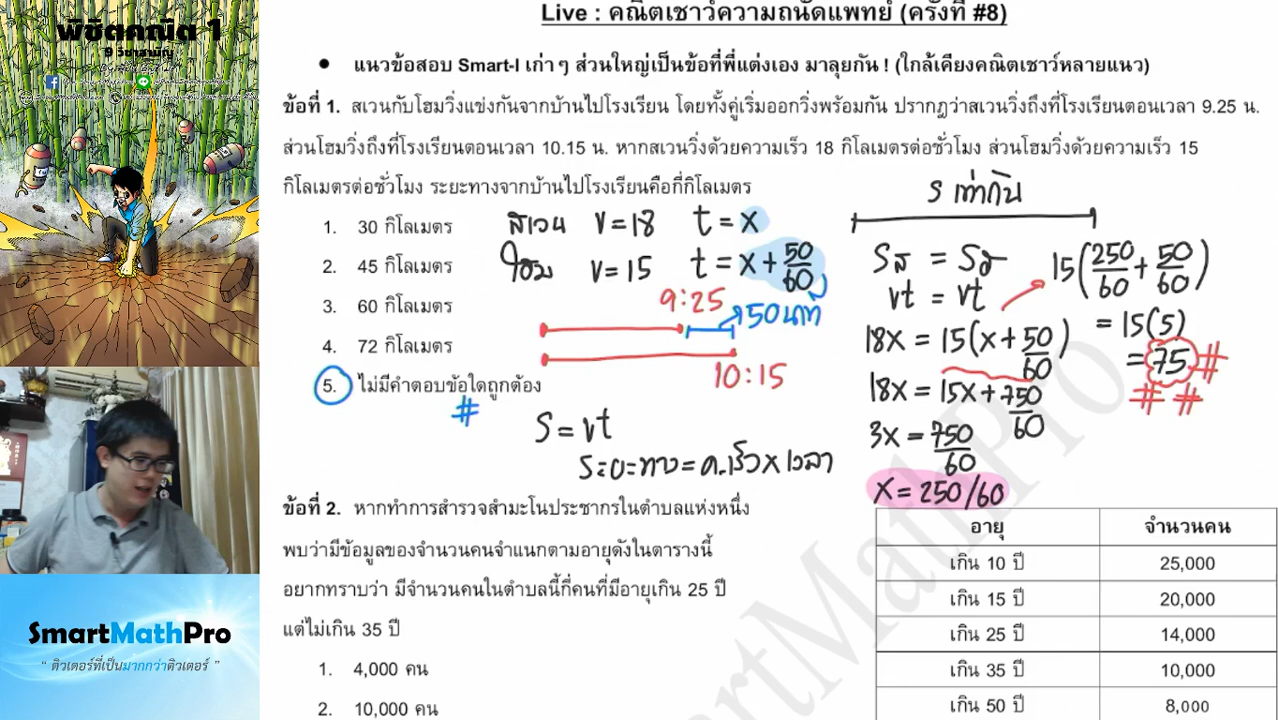 พิชิตคณิต 1
9 วิชาสามัญ
Live : คณิตเชาว์ความถนัดแพทย์ (ครั้งที่ #8)
• แนวข้อสอบ Smart-I เก่า ๆ ส่วนใหญ่เป็นข้อที่พี่แต่งเอง มาลุยกัน ! (ใกล้เคียงคณิตเชาว์หลายแนว)
ข้อที่ 1. สเวนกับโฮมวิ่งแข่งกันจากบ้านไปโรงเรียน โดยทั้งคู่เริ่มออกวิ่งพร้อมกัน ปรากฏว่าสเวนวิ่งถึงที่โรงเรียนตอนเวลา 9.25 น.
ส่วนโฮมวิ่งถึงที่โรงเรียนตอนเวลา 10.15 น. หากสเวนวิ่งด้วยความเร็ว 18 กิโลเมตรต่อชั่วโมง ส่วนโฮมวิ่งด้วยความเร็ว 15
กิโลเมตรต่อชั่วโมง ระยะทางจากบ้านไปโรงเรียนคือกี่กิโลเมตร
1. 30 กิโลเมตร
2. 45 กิโลเมตร
3. 60 กิโลเมตร
4. 72 กิโลเมตร
5. ไม่มีคำตอบข้อใดถูกต้อง
#
สเวน V = 18 t = x
โฮม V = 15 t = x + 50/60
9:25
50 นาที
10:15
S = vt
ระยะทาง = ค.เร็ว x เวลา
S เท่ากัน
Sส = Sฮ
vt = vt
18x = 15(x + 50/60)
18x = 15x + 750/60
3x = 750/60
x = 250/60
15(250/60 + 50/60)
= 15(5)
= 75 #
# #
ข้อที่ 2. หากทำการสำรวจสำมะโนประชากรในตำบลแห่งหนึ่ง
พบว่ามีข้อมูลของจำนวนคนจำแนกตามอายุดังในตารางนี้
อยากทราบว่า มีจำนวนคนในตำบลนี้กี่คนที่มีอายุเกิน 25 ปี
แต่ไม่เกิน 35 ปี
1. 4,000 คน
2. 10,000 คน
อายุ จำนวนคน
เกิน 10 ปี 25,000
เกิน 15 ปี 20,000
เกิน 25 ปี 14,000
เกิน 35 ปี 10,000
เกิน 50 ปี 8,000
SmartMathPro
“ ติวเตอร์ที่เป็นมากกว่าติวเตอร์ ”
artMathPro